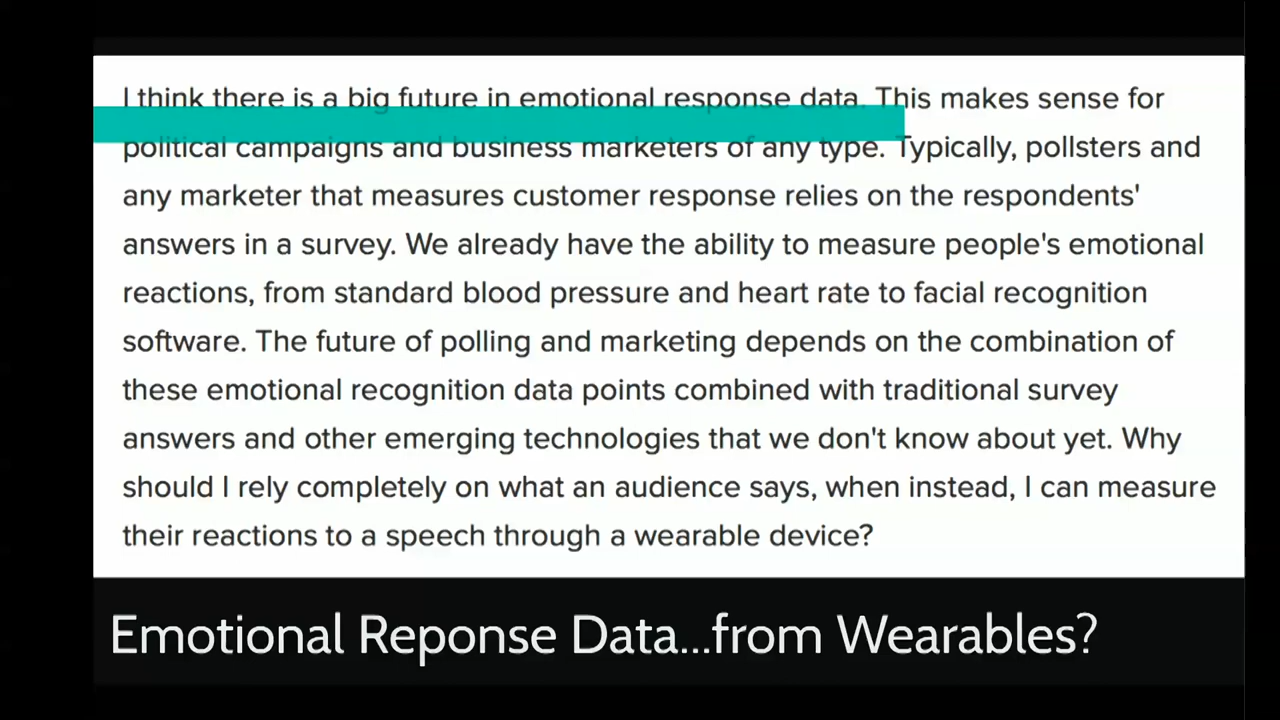 I think there is a big future in emotional response data. This makes sense for
political campaigns and business marketers of any type. Typically, pollsters and
any marketer that measures customer response relies on the respondents'
answers in a survey. We already have the ability to measure people's emotional
reactions, from standard blood pressure and heart rate to facial recognition
software. The future of polling and marketing depends on the combination of
these emotional recognition data points combined with traditional survey
answers and other emerging technologies that we don't know about yet. Why
should I rely completely on what an audience says, when instead, I can measure
their reactions to a speech through a wearable device?
Emotional Reponse Data...from Wearables?